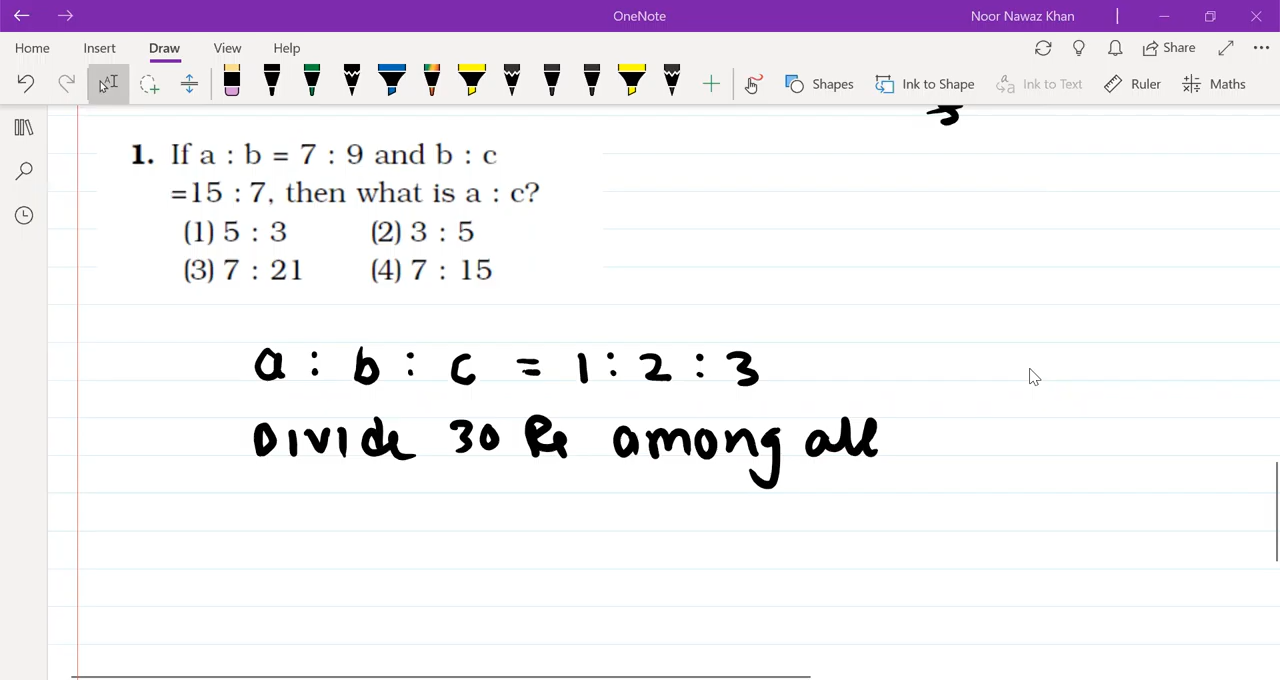 OneNote
Noor Nawaz Khan
Home Insert Draw View Help
Share
Shapes Ink to Shape Ink to Text Ruler Maths
1. If a : b = 7 : 9 and b : c
=15 : 7, then what is a : c?
(1) 5 : 3 (2) 3 : 5
(3) 7 : 21 (4) 7 : 15
a : b : c = 1 : 2 : 3
Divide 30 Rs among all